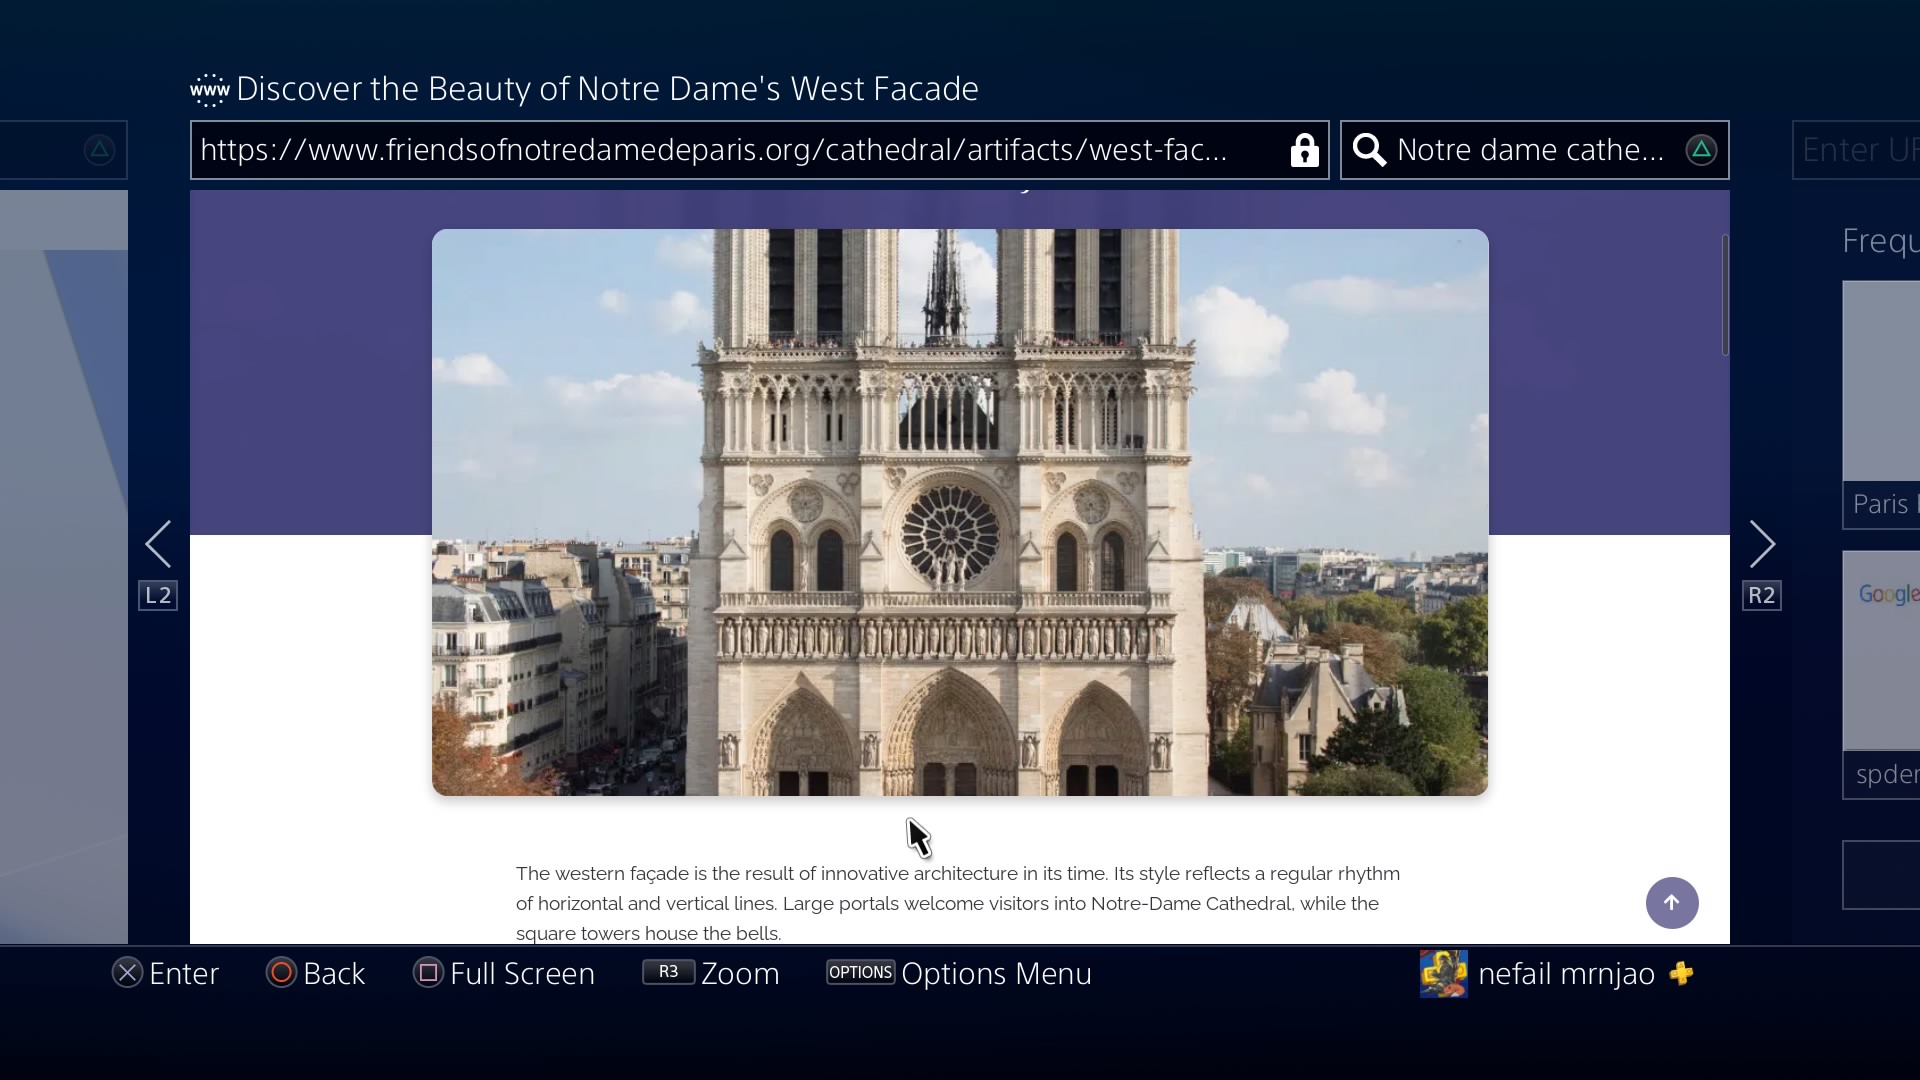 www Discover the Beauty of Notre Dame's West Facade
https://www.friendsofnotredamedeparis.org/cathedral/artifacts/west-fac...
Notre dame cathe...
Enter
Frequ
L2
R2
Paris
Google
spder
The western façade is the result of innovative architecture in its time. Its style reflects a regular rhythm
of horizontal and vertical lines. Large portals welcome visitors into Notre-Dame Cathedral, while the
square towers house the bells.
Enter Back Full Screen R3 Zoom OPTIONS Options Menu nefail mrnjao